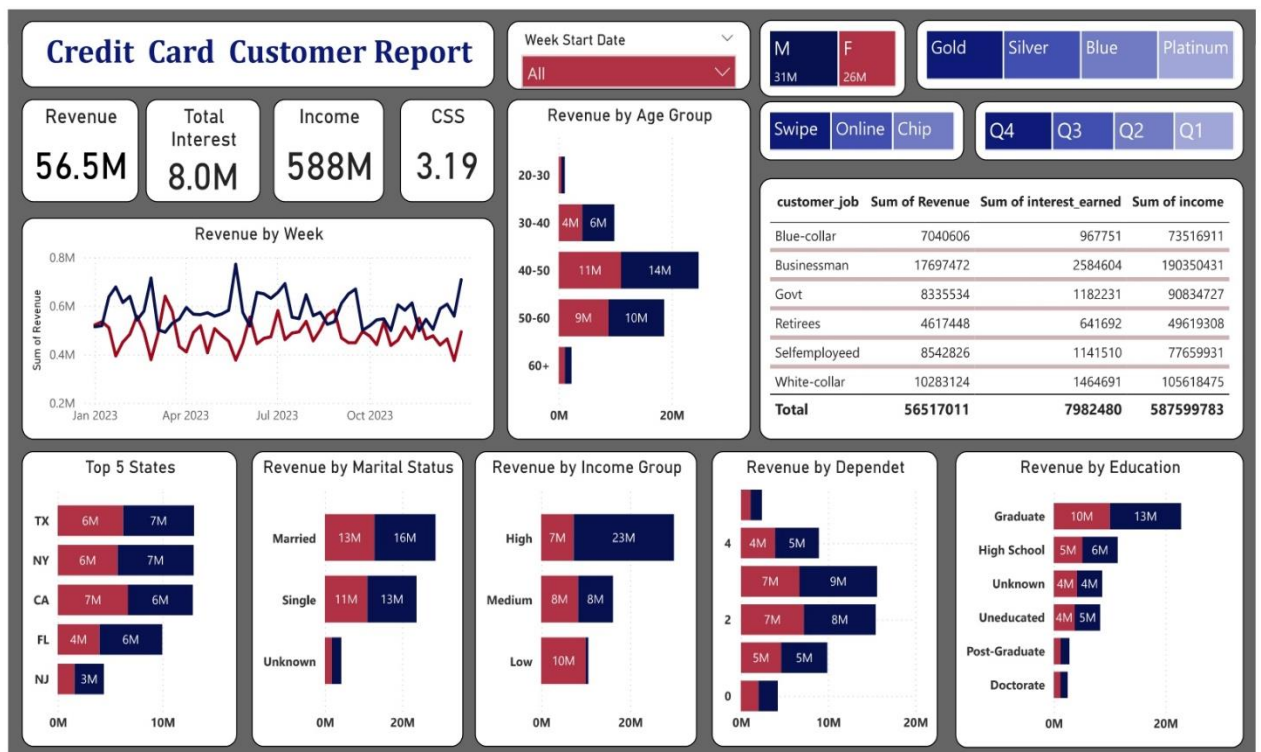 Credit Card Customer Report
Week Start Date
All
M
31M
F
26M
Gold
Silver
Blue
Platinum
Swipe
Online
Chip
Q4
Q3
Q2
Q1
Revenue
56.5M
Total
Interest
8.0M
Income
588M
CSS
3.19
Revenue by Week
Sum of Revenue
0.8M
0.6M
0.4M
0.2M
Jan 2023
Apr 2023
Jul 2023
Oct 2023
Revenue by Age Group
20-30
30-40 4M 6M
40-50 11M 14M
50-60 9M 10M
60+
0M 20M
customer_job Sum of Revenue Sum of interest_earned Sum of income
Blue-collar 7040606 967751 73516911
Businessman 17697472 2584604 190350431
Govt 8335534 1182231 90834727
Retirees 4617448 641692 49619308
Selfemployeed 8542826 1141510 77659931
White-collar 10283124 1464691 105618475
Total 56517011 7982480 587599783
Top 5 States
TX 6M 7M
NY 6M 7M
CA 7M 6M
FL 4M 6M
NJ 3M
0M 10M
Revenue by Marital Status
Married 13M 16M
Single 11M 13M
Unknown
0M 20M
Revenue by Income Group
High 7M 23M
Medium 8M 8M
Low 10M
0M 20M
Revenue by Dependet
4 4M 5M
7M 9M
2 7M 8M
5M 5M
0
0M 10M 20M
Revenue by Education
Graduate 10M 13M
High School 5M 6M
Unknown 4M 4M
Uneducated 4M 5M
Post-Graduate
Doctorate
0M 20M